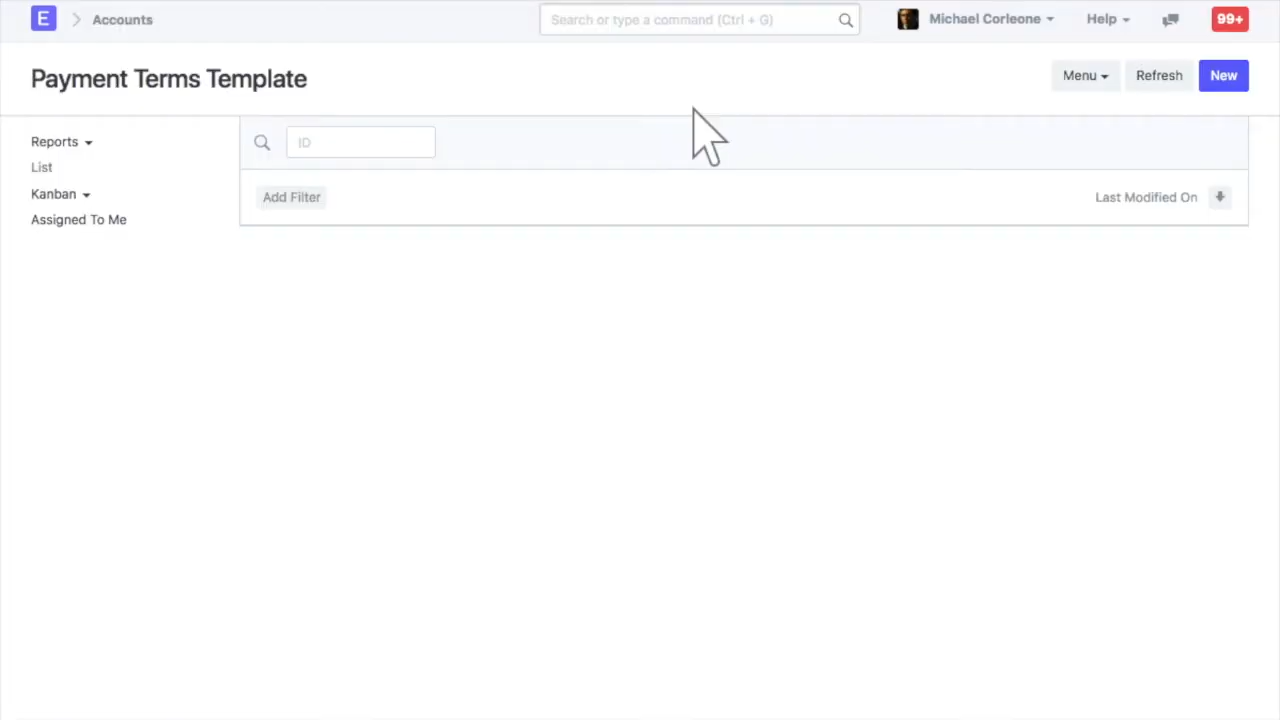 E Accounts Search or type a command (Ctrl + G) Michael Corleone Help 99+
Payment Terms Template Menu Refresh New
Reports ID
List
Kanban Add Filter Last Modified On
Assigned To Me